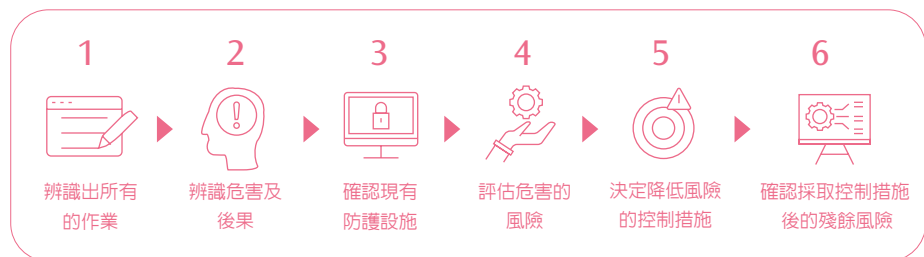 1
辨識出所有
的作業
2
辨識危害及
後果
3
確認現有
防護設施
4
評估危害的
風險
5
決定降低風險
的控制措施
6
確認採取控制措施
後的殘餘風險